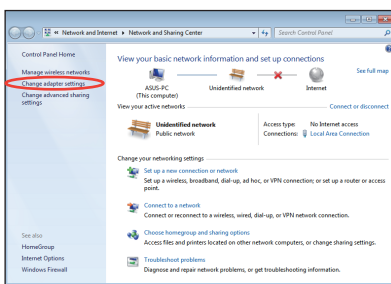 Network and Internet ▸ Network and Sharing Center
Search Control Panel
Control Panel Home
Manage wireless networks
Change adapter settings
Change advanced sharing
settings
See also
HomeGroup
Internet Options
Windows Firewall
View your basic network information and set up connections
See full map
ASUS-PC
(This computer)
Unidentified network
Internet
View your active networks
Connect or disconnect
Unidentified network
Public network
Access type: No Internet access
Connections: Local Area Connection
Change your networking settings
Set up a new connection or network
Set up a wireless, broadband, dial-up, ad hoc, or VPN connection; or set up a router or access
point.
Connect to a network
Connect or reconnect to a wireless, wired, dial-up, or VPN network connection.
Choose homegroup and sharing options
Access files and printers located on other network computers, or change sharing settings.
Troubleshoot problems
Diagnose and repair network problems, or get troubleshooting information.